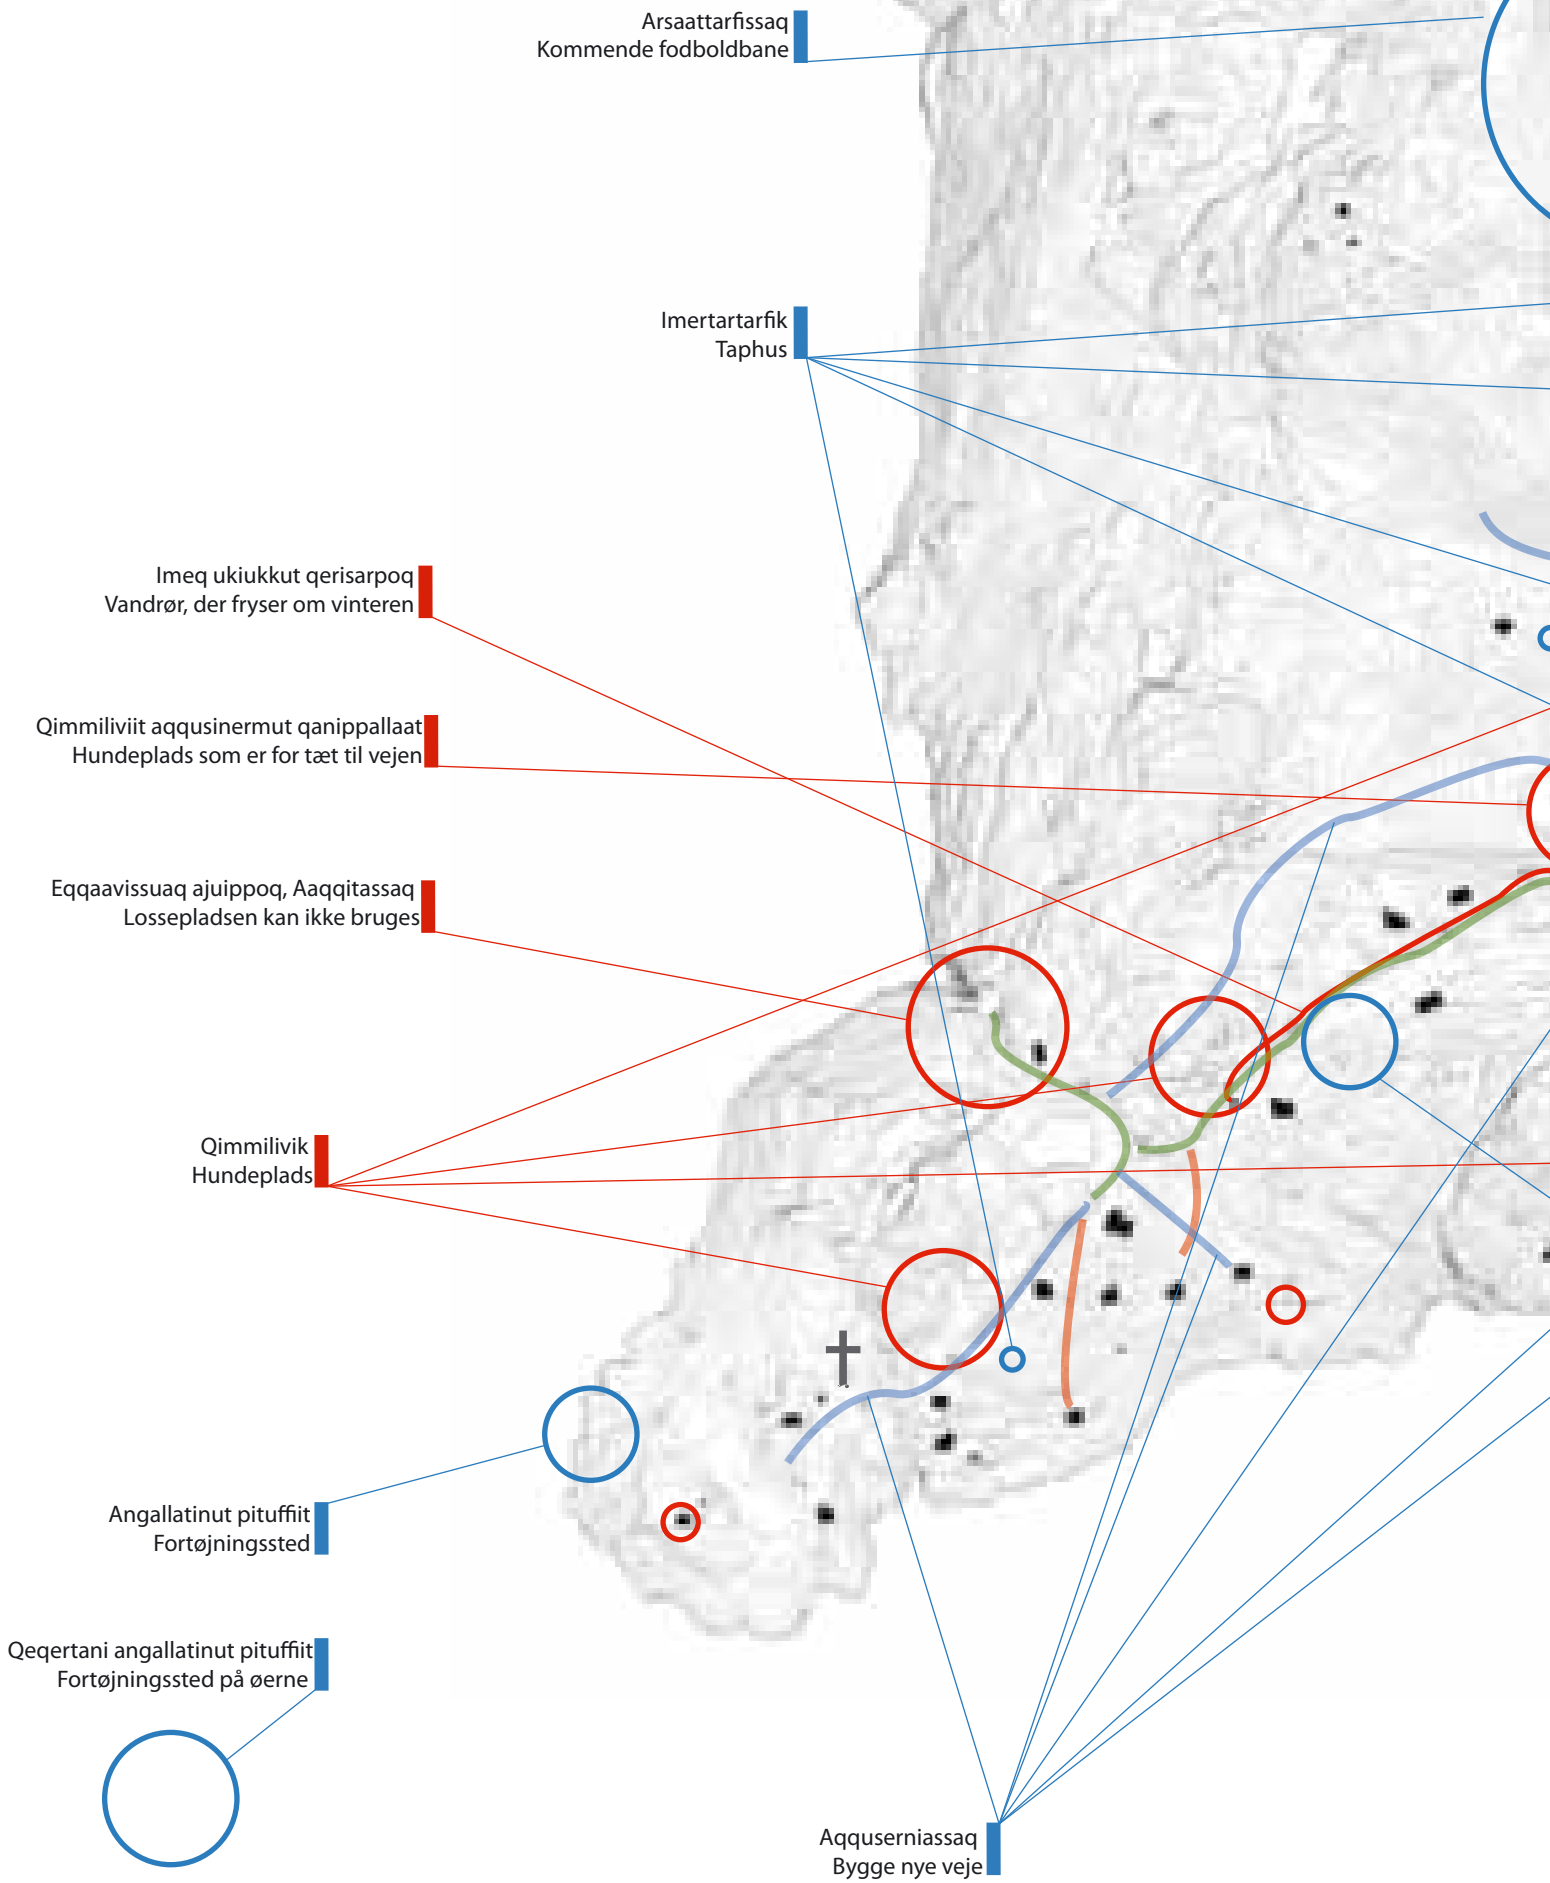 Arsaattarfissaq
Kommende fodboldbane
Imertartarfik
Taphus
Imeq ukiukkut qerisarpoq
Vandrør, der fryser om vinteren
Qimmiliviit aqqusinermut qanippallaat
Hundeplads som er for tæt til vejen
Eqqaavissuaq ajuippoq, Aaqqitassaq
Lossepladsen kan ikke bruges
Qimmilivik
Hundeplads
Angallatinut pituffiit
Fortøjningssted
Qeqertani angallatinut pituffiit
Fortøjningssted på øerne
Aqquserniassaq
Bygge nye veje